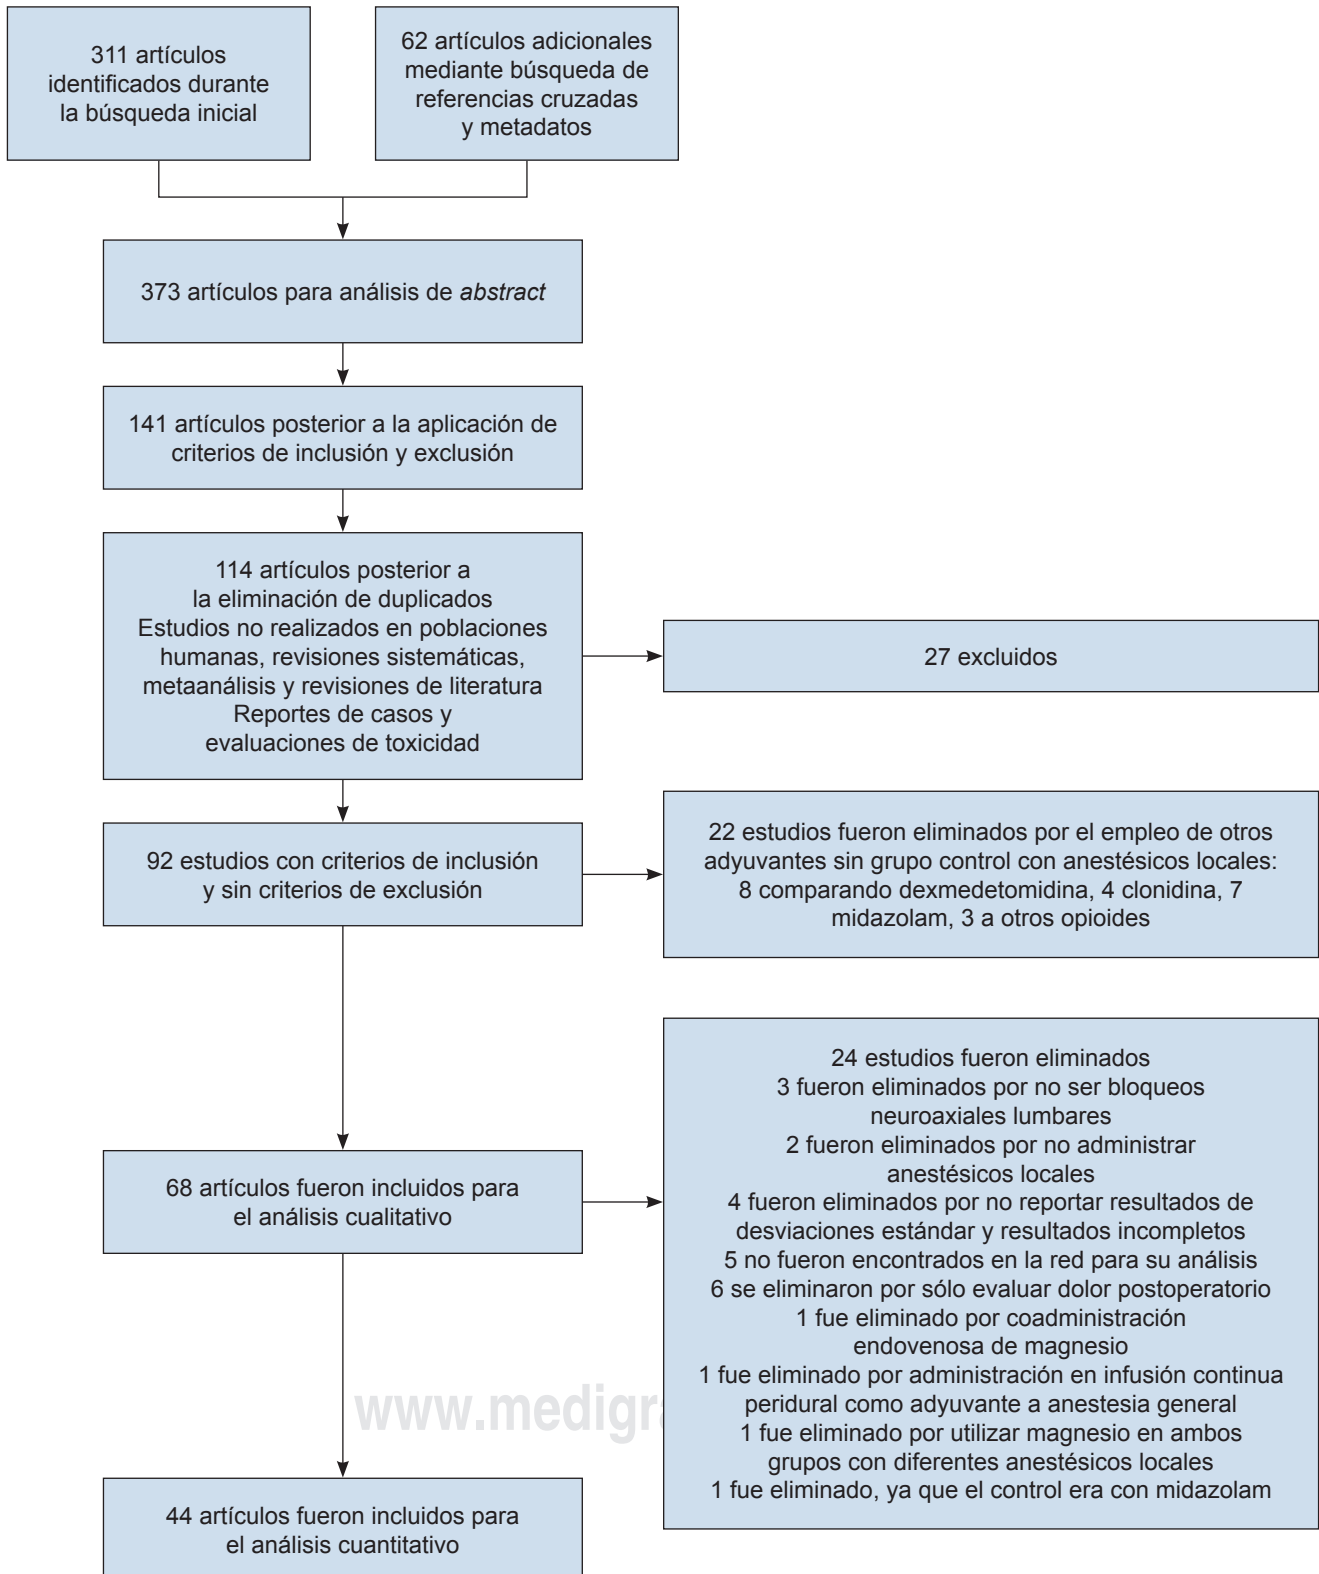 311 artículos
identificados durante
la búsqueda inicial
62 artículos adicionales
mediante búsqueda de
referencias cruzadas
y metadatos
373 artículos para análisis de abstract
141 artículos posterior a la aplicación de
criterios de inclusión y exclusión
114 artículos posterior a
la eliminación de duplicados
Estudios no realizados en poblaciones
humanas, revisiones sistemáticas,
metaanálisis y revisiones de literatura
Reportes de casos y
evaluaciones de toxicidad
27 excluidos
92 estudios con criterios de inclusión
y sin criterios de exclusión
22 estudios fueron eliminados por el empleo de otros
adyuvantes sin grupo control con anestésicos locales:
8 comparando dexmedetomidina, 4 clonidina, 7
midazolam, 3 a otros opioides
68 artículos fueron incluidos para
el análisis cualitativo
24 estudios fueron eliminados
3 fueron eliminados por no ser bloqueos
neuroaxiales lumbares
2 fueron eliminados por no administrar
anestésicos locales
4 fueron eliminados por no reportar resultados de
desviaciones estándar y resultados incompletos
5 no fueron encontrados en la red para su análisis
6 se eliminaron por sólo evaluar dolor postoperatorio
1 fue eliminado por coadministración
endovenosa de magnesio
1 fue eliminado por administración en infusión continua
peridural como adyuvante a anestesia general
1 fue eliminado por utilizar magnesio en ambos
grupos con diferentes anestésicos locales
1 fue eliminado, ya que el control era con midazolam
www.medigra
44 artículos fueron incluidos para
el análisis cuantitativo